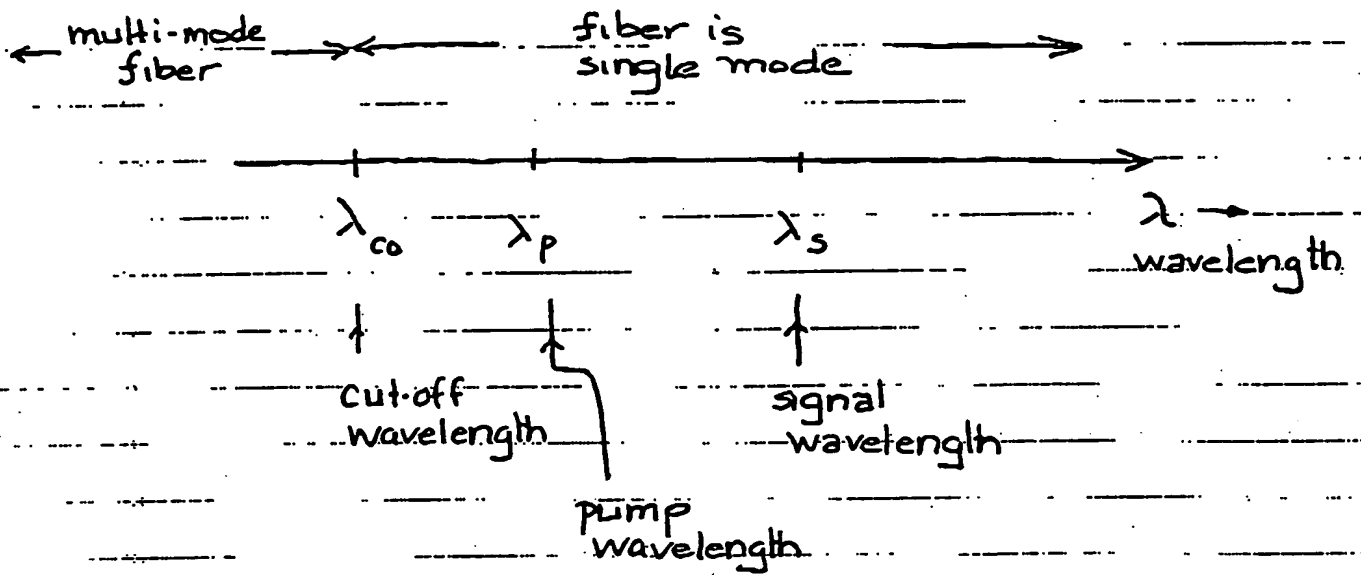 multi-mode
fiber
fiber is
single mode
λco λp λs λ →
wavelength
cut-off
wavelength
signal
wavelength
pump
wavelength